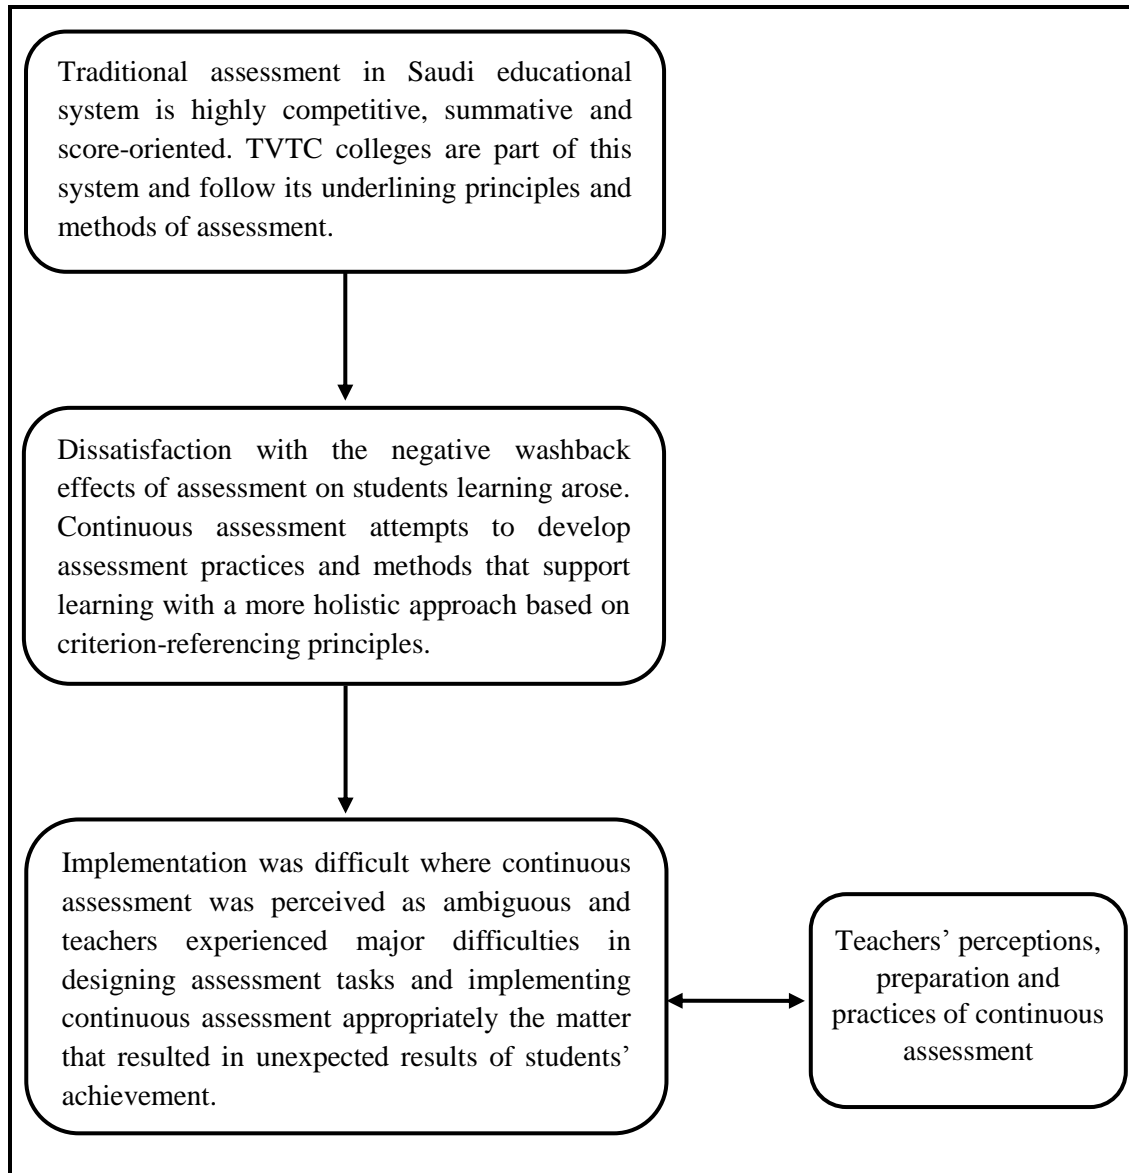 Traditional assessment in Saudi educational
system is highly competitive, summative and
score-oriented. TVTC colleges are part of this
system and follow its underlining principles and
methods of assessment.
Dissatisfaction with the negative washback
effects of assessment on students learning arose.
Continuous assessment attempts to develop
assessment practices and methods that support
learning with a more holistic approach based on
criterion-referencing principles.
Implementation was difficult where continuous
assessment was perceived as ambiguous and
teachers experienced major difficulties in
designing assessment tasks and implementing
continuous assessment appropriately the matter
that resulted in unexpected results of students’
achievement.
Teachers’ perceptions,
preparation and
practices of continuous
assessment